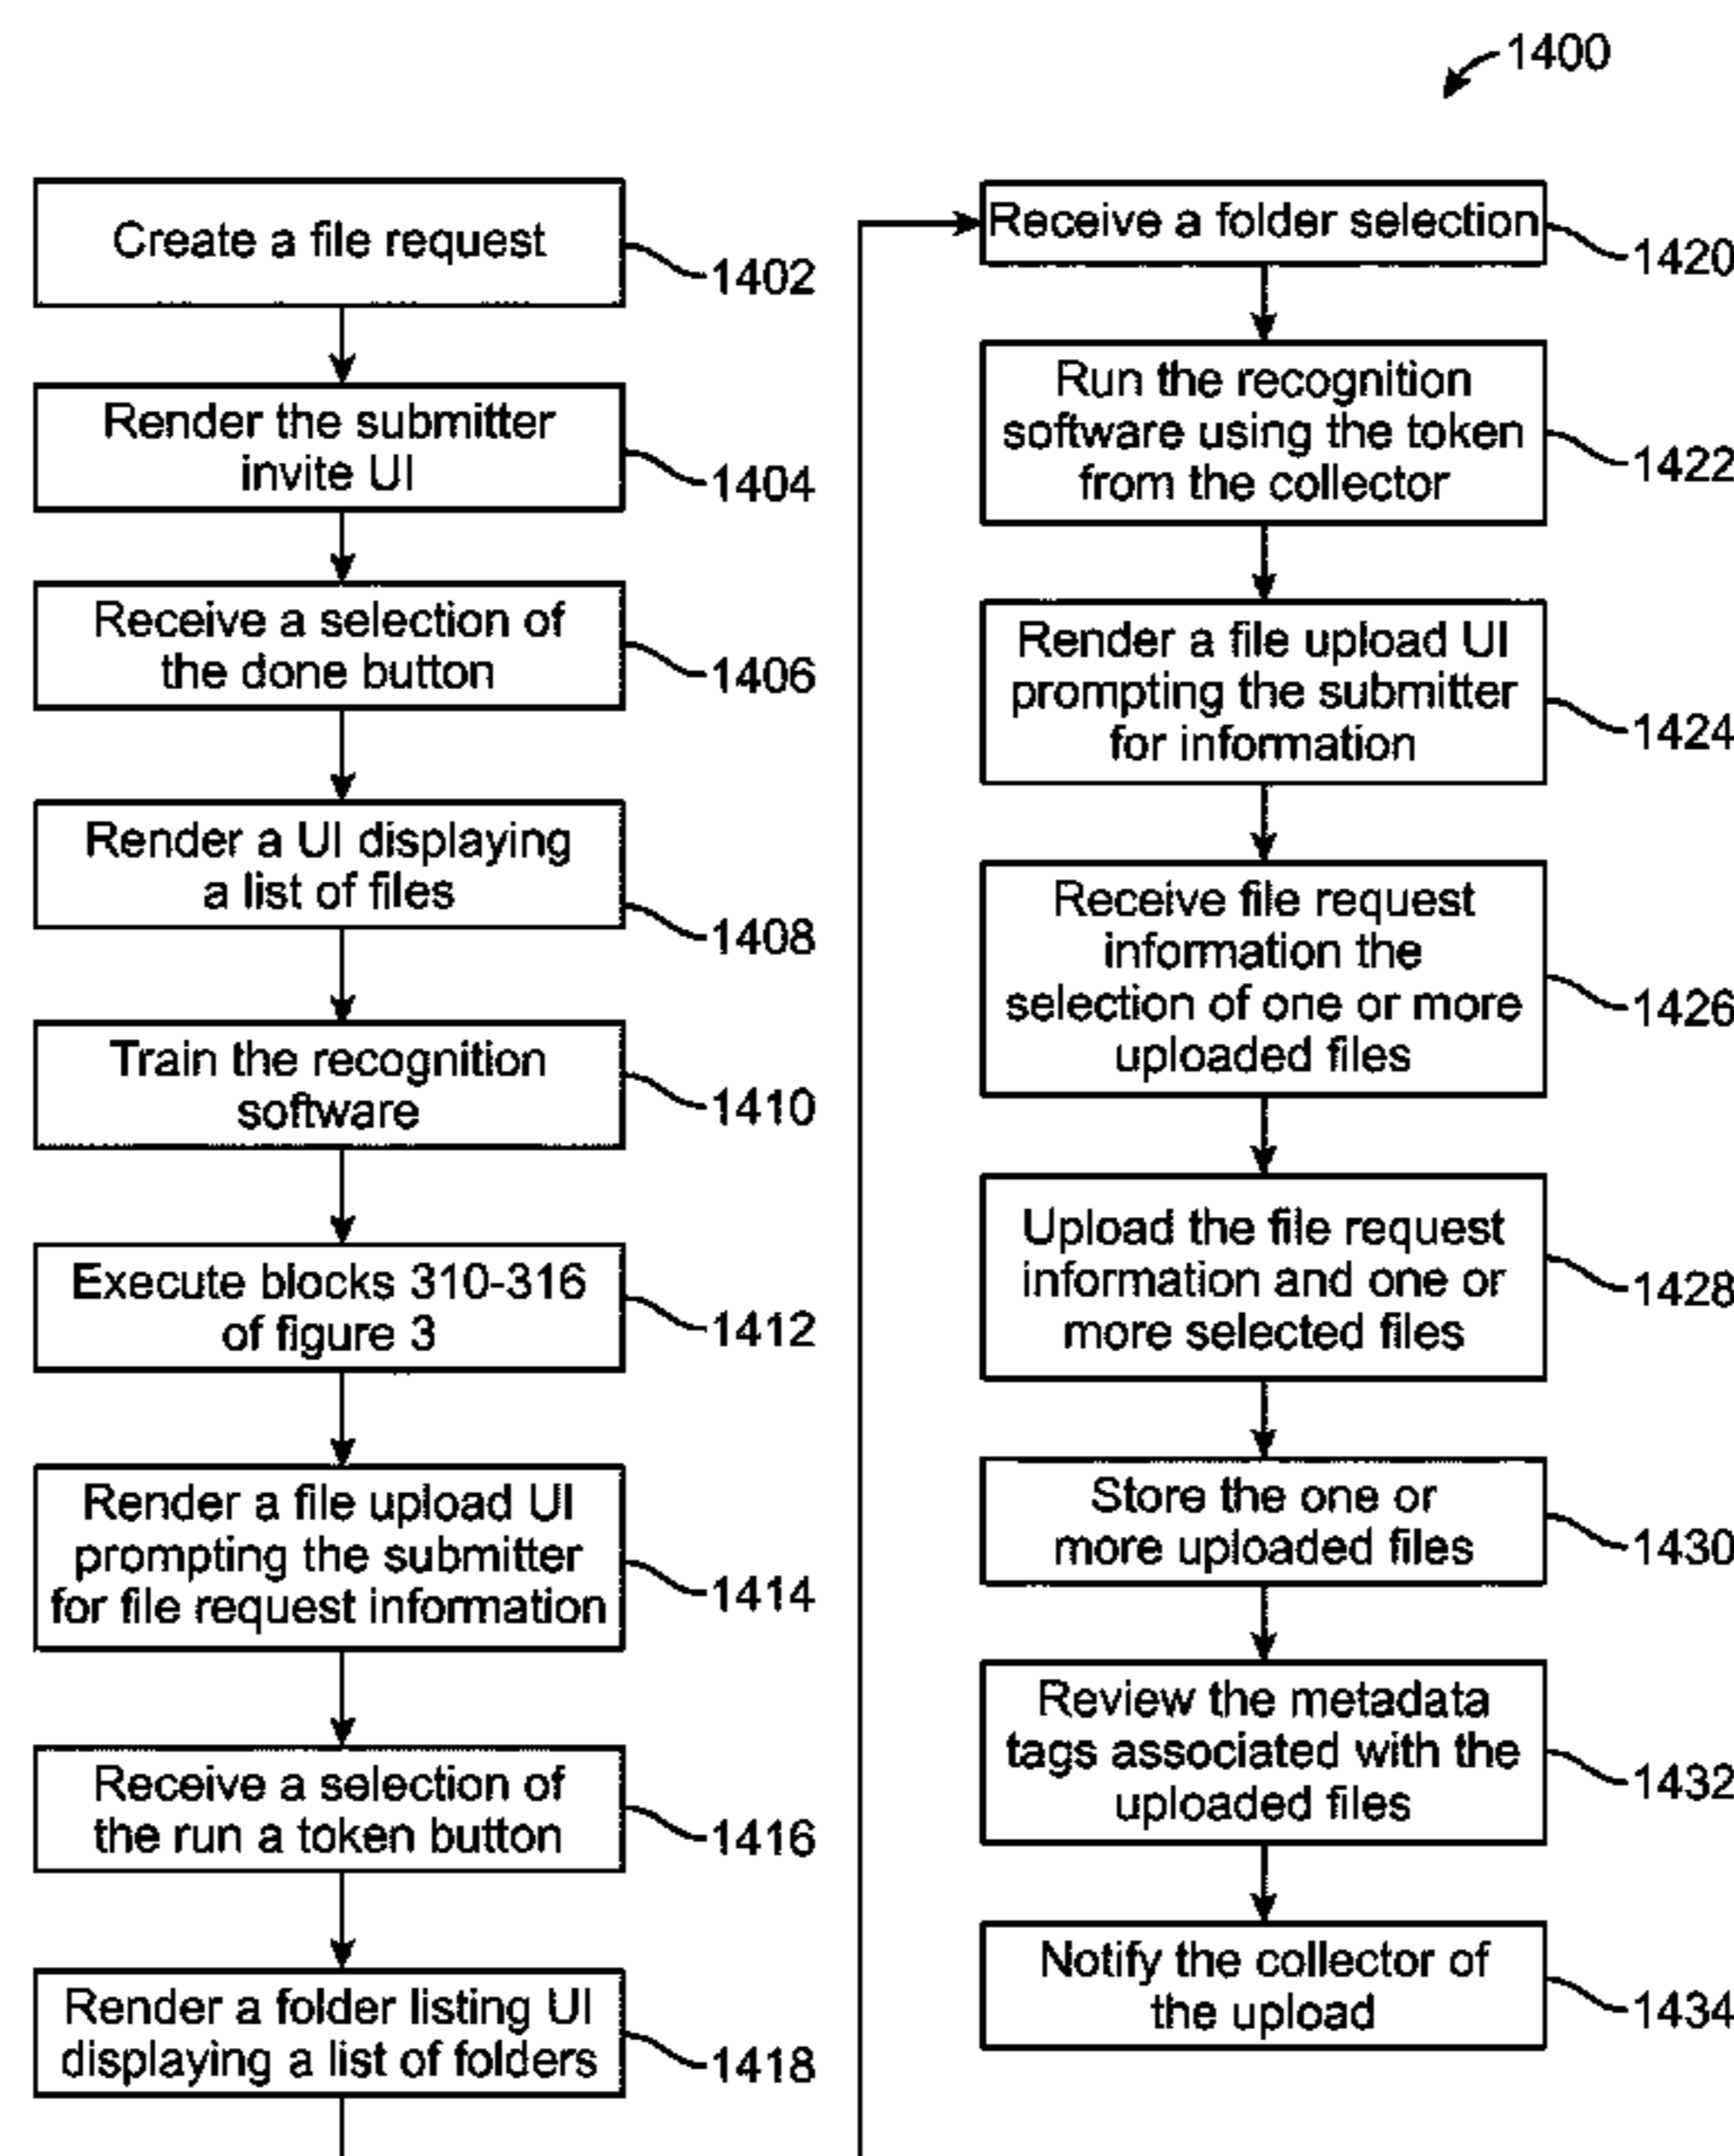 1400
Create a file request
1402
Render the submitter
invite UI
1404
Receive a selection of
the done button
1406
Render a UI displaying
a list of files
1408
Train the recognition
software
1410
Execute blocks 310-316
of figure 3
1412
Render a file upload UI
prompting the submitter
for file request information
1414
Receive a selection of
the run a token button
1416
Render a folder listing UI
displaying a list of folders
1418
Receive a folder selection
1420
Run the recognition
software using the token
from the collector
1422
Render a file upload UI
prompting the submitter
for information
1424
Receive file request
information the
selection of one or more
uploaded files
1426
Upload the file request
information and one or
more selected files
1428
Store the one or
more uploaded files
1430
Review the metadata
tags associated with the
uploaded files
1432
Notify the collector of
the upload
1434